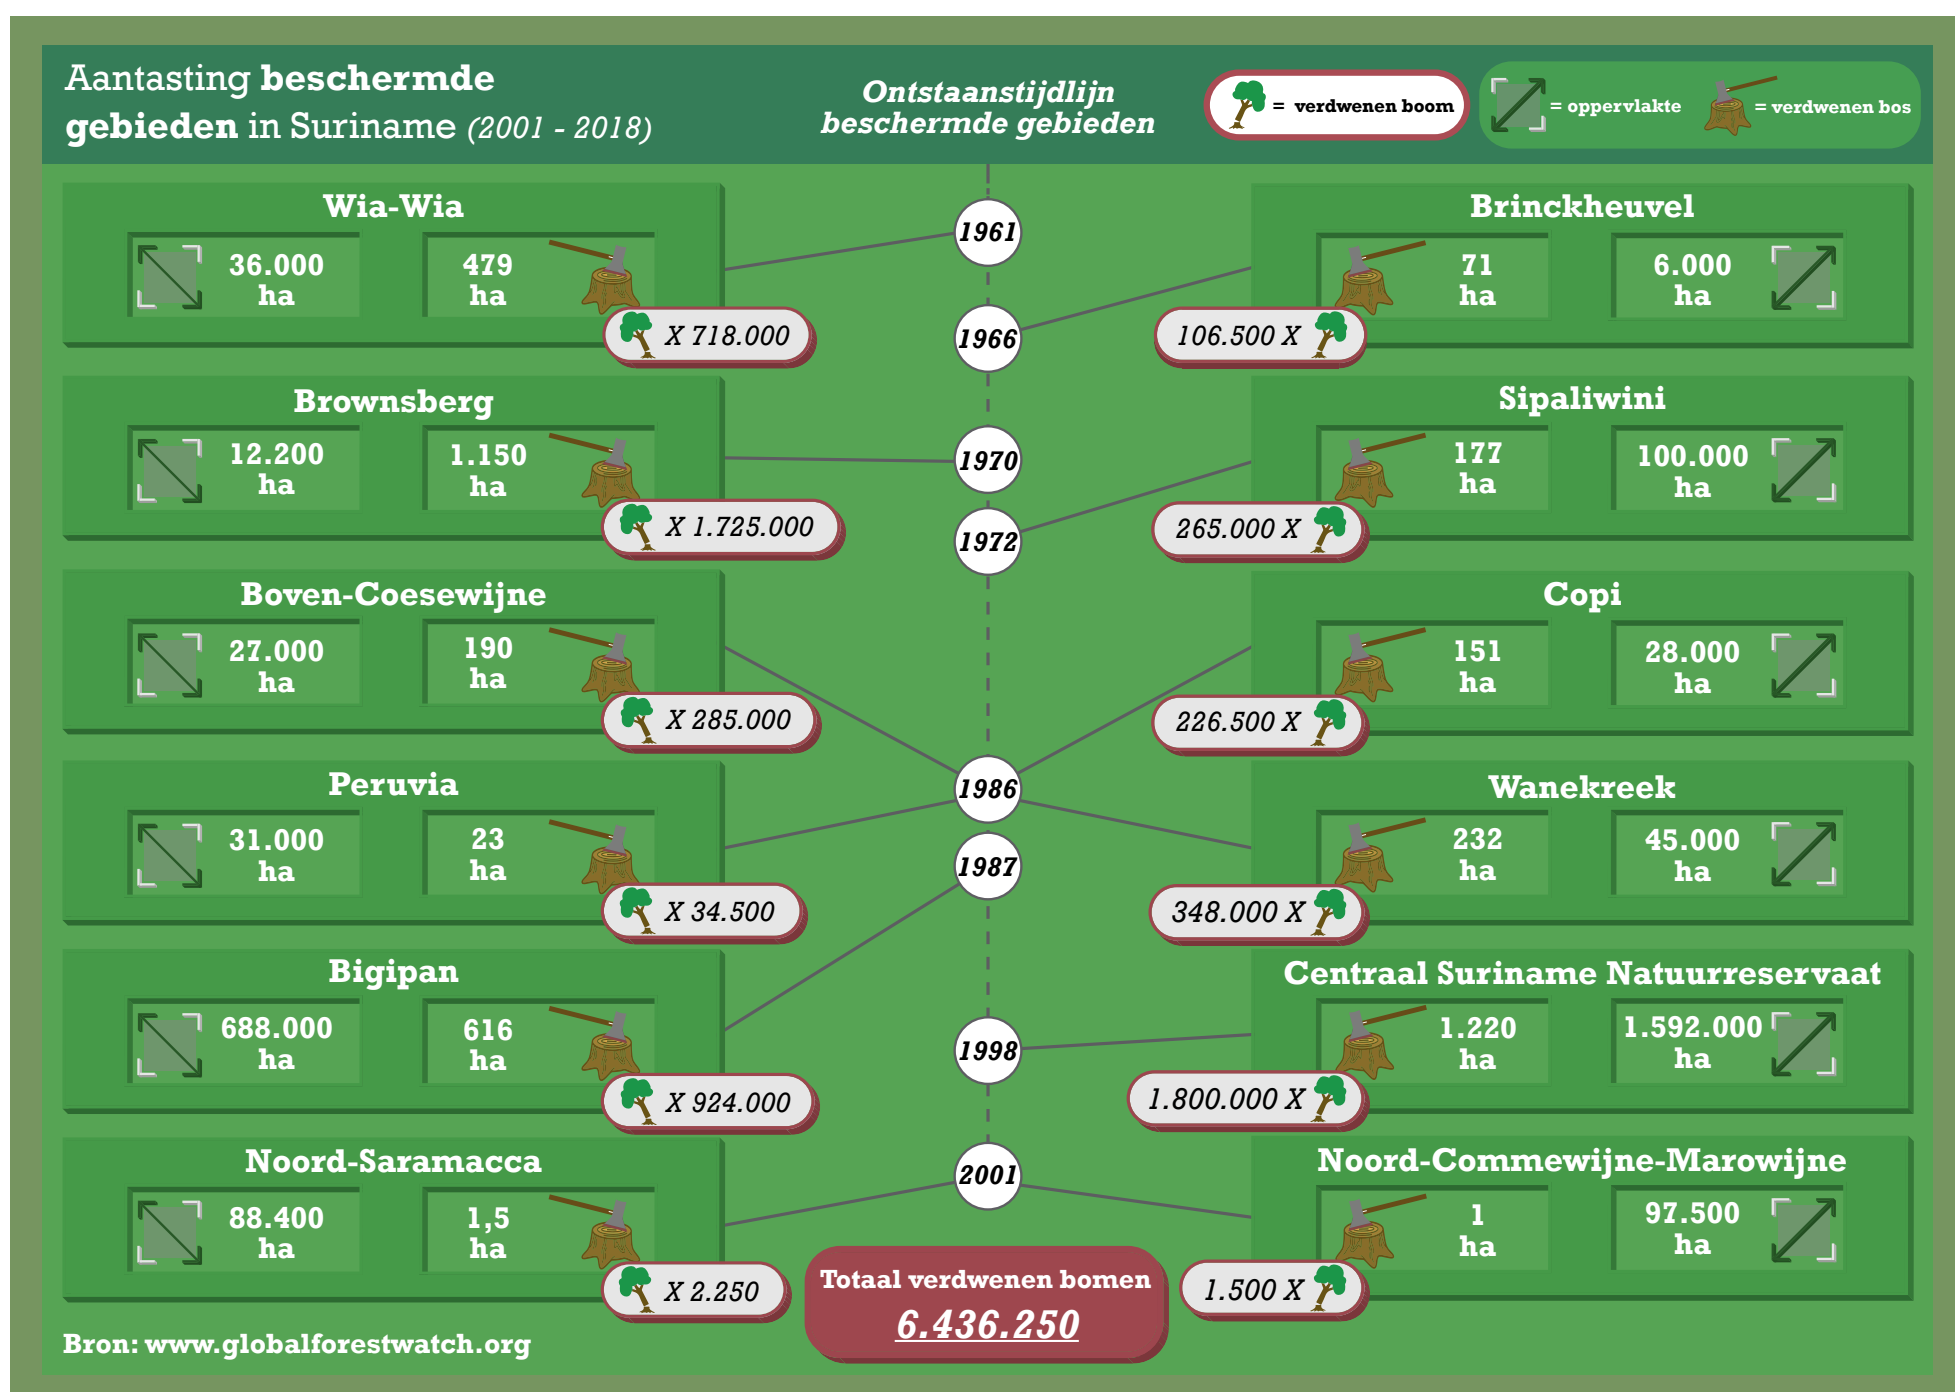 Aantasting beschermde
gebieden in Suriname (2001 - 2018)
Ontstaanstijdlijn
beschermde gebieden
= verdwenen boom
= oppervlakte
= verdwenen bos
Wia-Wia
36.000
ha
479
ha
X 718.000
1961
Brinckheuvel
71
ha
6.000
ha
106.500 X
1966
Brownsberg
12.200
ha
1.150
ha
X 1.725.000
1970
Sipaliwini
177
ha
100.000
ha
265.000 X
1972
Boven-Coesewijne
27.000
ha
190
ha
X 285.000
Copi
151
ha
28.000
ha
226.500 X
1986
Peruvia
31.000
ha
23
ha
X 34.500
Wanekreek
232
ha
45.000
ha
348.000 X
1987
Bigipan
688.000
ha
616
ha
X 924.000
Centraal Suriname Natuurreservaat
1.220
ha
1.592.000
ha
1.800.000 X
1998
Noord-Saramacca
88.400
ha
1,5
ha
X 2.250
2001
Noord-Commewijne-Marowijne
1
ha
97.500
ha
1.500 X
Totaal verdwenen bomen
6.436.250
Bron: www.globalforestwatch.org